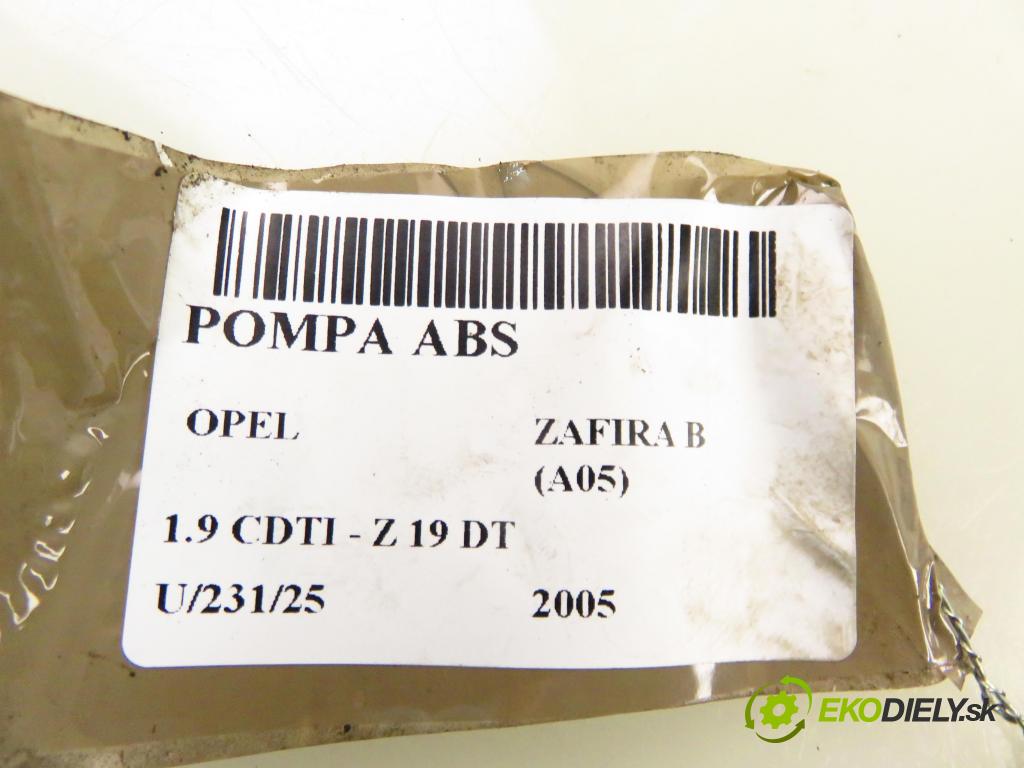 POMPA ABS
OPEL ZAFIRA B
(A05)
1.9 CDTI - Z 19 DT
U/231/25 2005
EKODIELY.sk